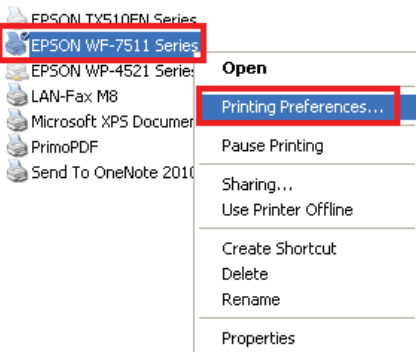 EPSON TX510FN Series
EPSON WF-7511 Series
EPSON WP-4521 Series
LAN-Fax M8
Microsoft XPS Documen
PrimoPDF
Send To OneNote 2010
Open
Printing Preferences...
Pause Printing
Sharing...
Use Printer Offline
Create Shortcut
Delete
Rename
Properties